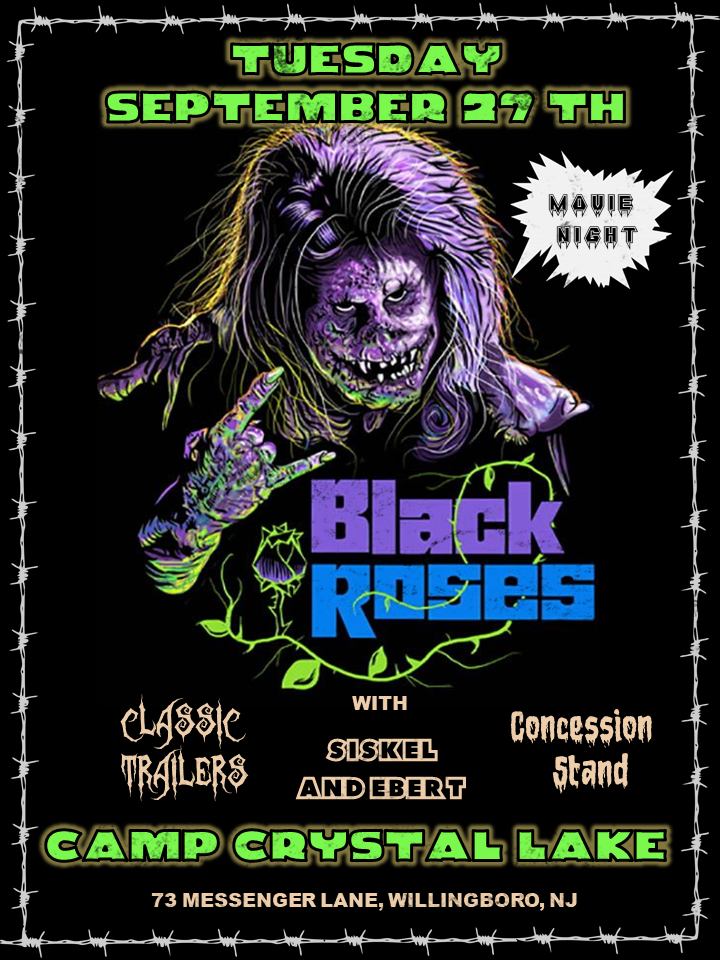 TUESDAY
SEPTEMBER 27 TH
MOVIE
NIGHT
Black
Roses
WITH
CLASSIC
TRAILERS
SISKEL
AND EBERT
Concession
Stand
CAMP CRYSTAL LAKE
73 MESSENGER LANE, WILLINGBORO, NJ